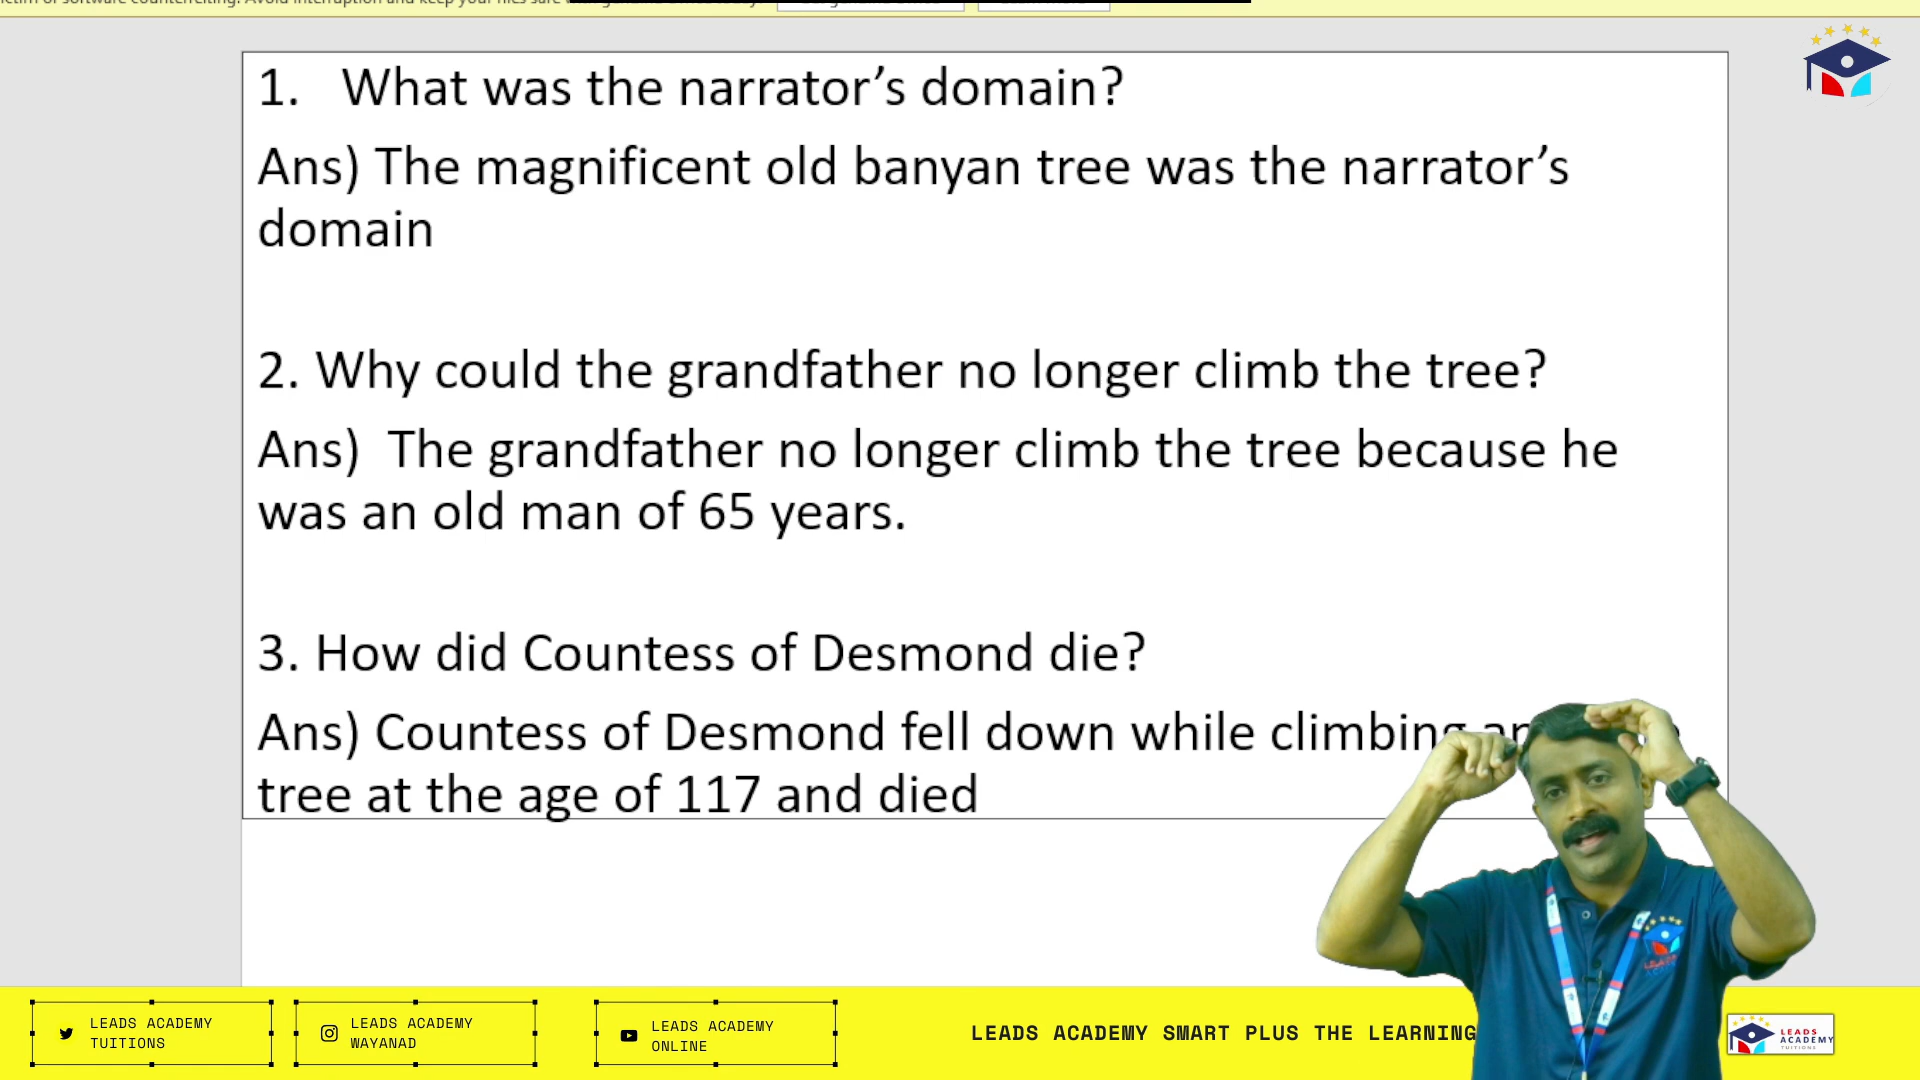 1. What was the narrator’s domain?
Ans) The magnificent old banyan tree was the narrator’s
domain
2. Why could the grandfather no longer climb the tree?
Ans) The grandfather no longer climb the tree because he
was an old man of 65 years.
3. How did Countess of Desmond die?
Ans) Countess of Desmond fell down while climbing
tree at the age of 117 and died
LEADS ACADEMY
TUITIONS
LEADS ACADEMY
WAYANAD
LEADS ACADEMY
ONLINE
LEADS ACADEMY SMART PLUS THE LEARNING
LEADS
ACADEMY
TUITIONS